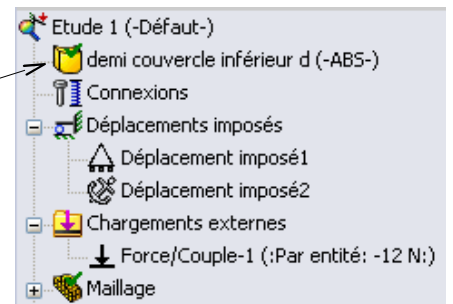 Etude 1 (-Défaut-)
demi couvercle inférieur d (-ABS-)
Connexions
Déplacements imposés
Déplacement imposé1
Déplacement imposé2
Chargements externes
Force/Couple-1 (:Par entité: -12 N:)
Maillage